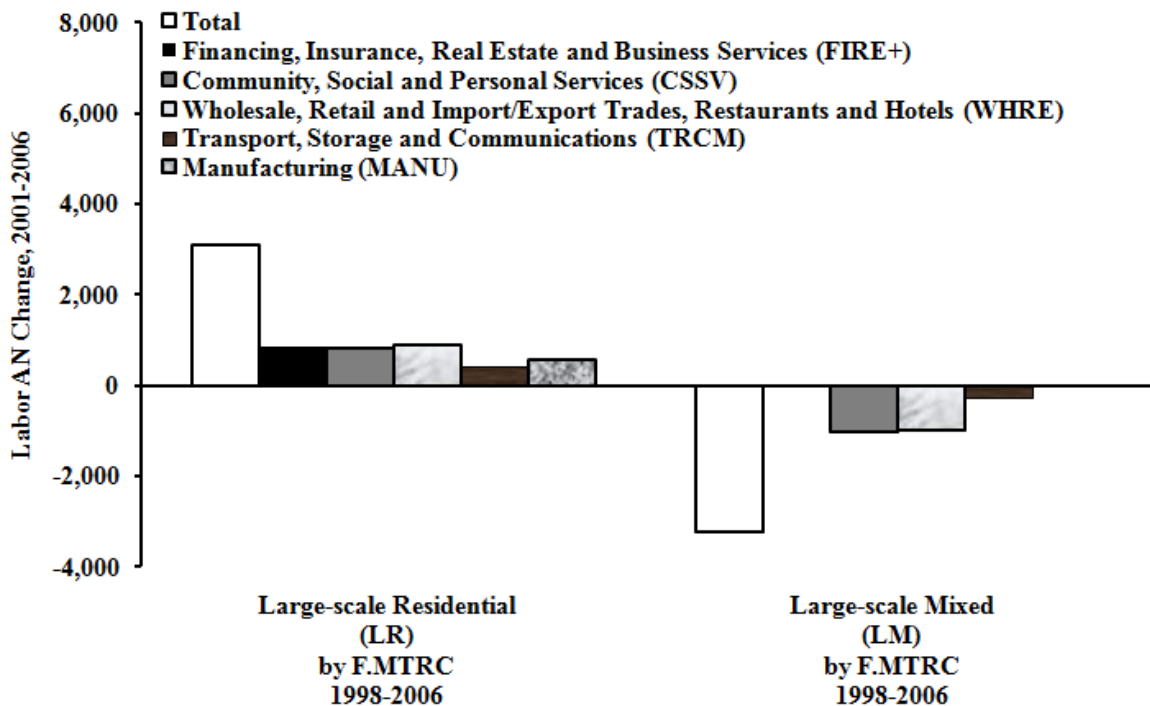 8,000
6,000
4,000
2,000
0
-2,000
-4,000
Labor AN Change, 2001-2006
Total
Financing, Insurance, Real Estate and Business Services (FIRE+)
Community, Social and Personal Services (CSSV)
Wholesale, Retail and Import/Export Trades, Restaurants and Hotels (WHRE)
Transport, Storage and Communications (TRCM)
Manufacturing (MANU)
Large-scale Residential
(LR)
by F.MTRC
1998-2006
Large-scale Mixed
(LM)
by F.MTRC
1998-2006